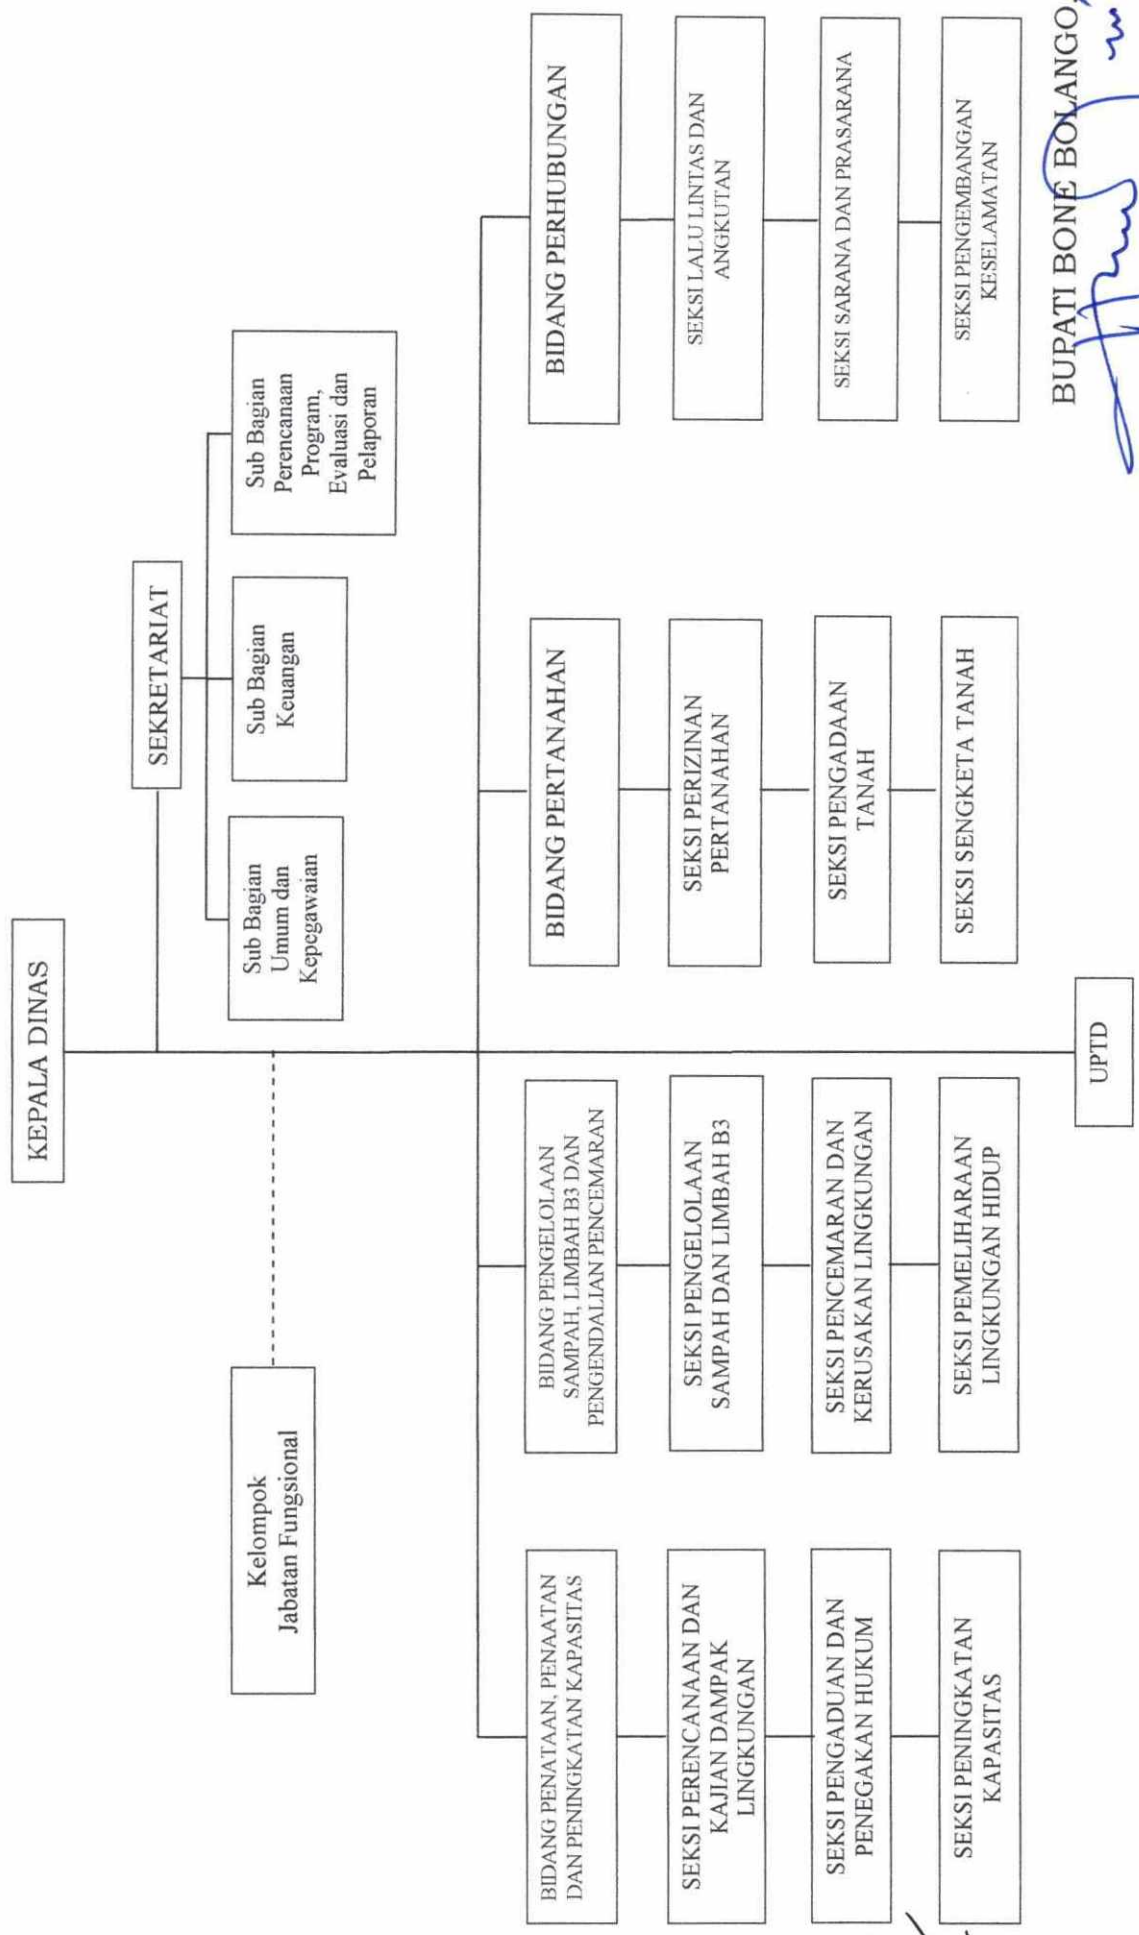 KEPALA DINAS
SEKRETARIAT
Kelompok
Jabatan Fungsional
Sub Bagian
Umum dan
Kepegawaian
Sub Bagian
Keuangan
Sub Bagian
Perencanaan
Program,
Evaluasi dan
Pelaporan
BIDANG PENATAAN, PENAATAN
DAN PENINGKATAN KAPASITAS
SEKSI PERENCANAAN DAN
KAJIAN DAMPAK
LINGKUNGAN
SEKSI PENGADUAN DAN
PENEGAKAN HUKUM
SEKSI PENINGKATAN
KAPASITAS
BIDANG PENGELOLAAN
SAMPAH, LIMBAH B3 DAN
PENGENDALIAN PENCEMARAN
SEKSI PENGELOLAAN
SAMPAH DAN LIMBAH B3
SEKSI PENCEMARAN DAN
KERUSAKAN LINGKUNGAN
SEKSI PEMELIHARAAN
LINGKUNGAN HIDUP
BIDANG PERTANAHAN
SEKSI PERIZINAN
PERTANAHAN
SEKSI PENGADAAN
TANAH
SEKSI SENGKETA TANAH
BIDANG PERHUBUNGAN
SEKSI LALU LINTAS DAN
ANGKUTAN
SEKSI SARANA DAN PRASARANA
SEKSI PENGEMBANGAN
KESELAMATAN
UPTD
BUPATI BONE BOLANGO,